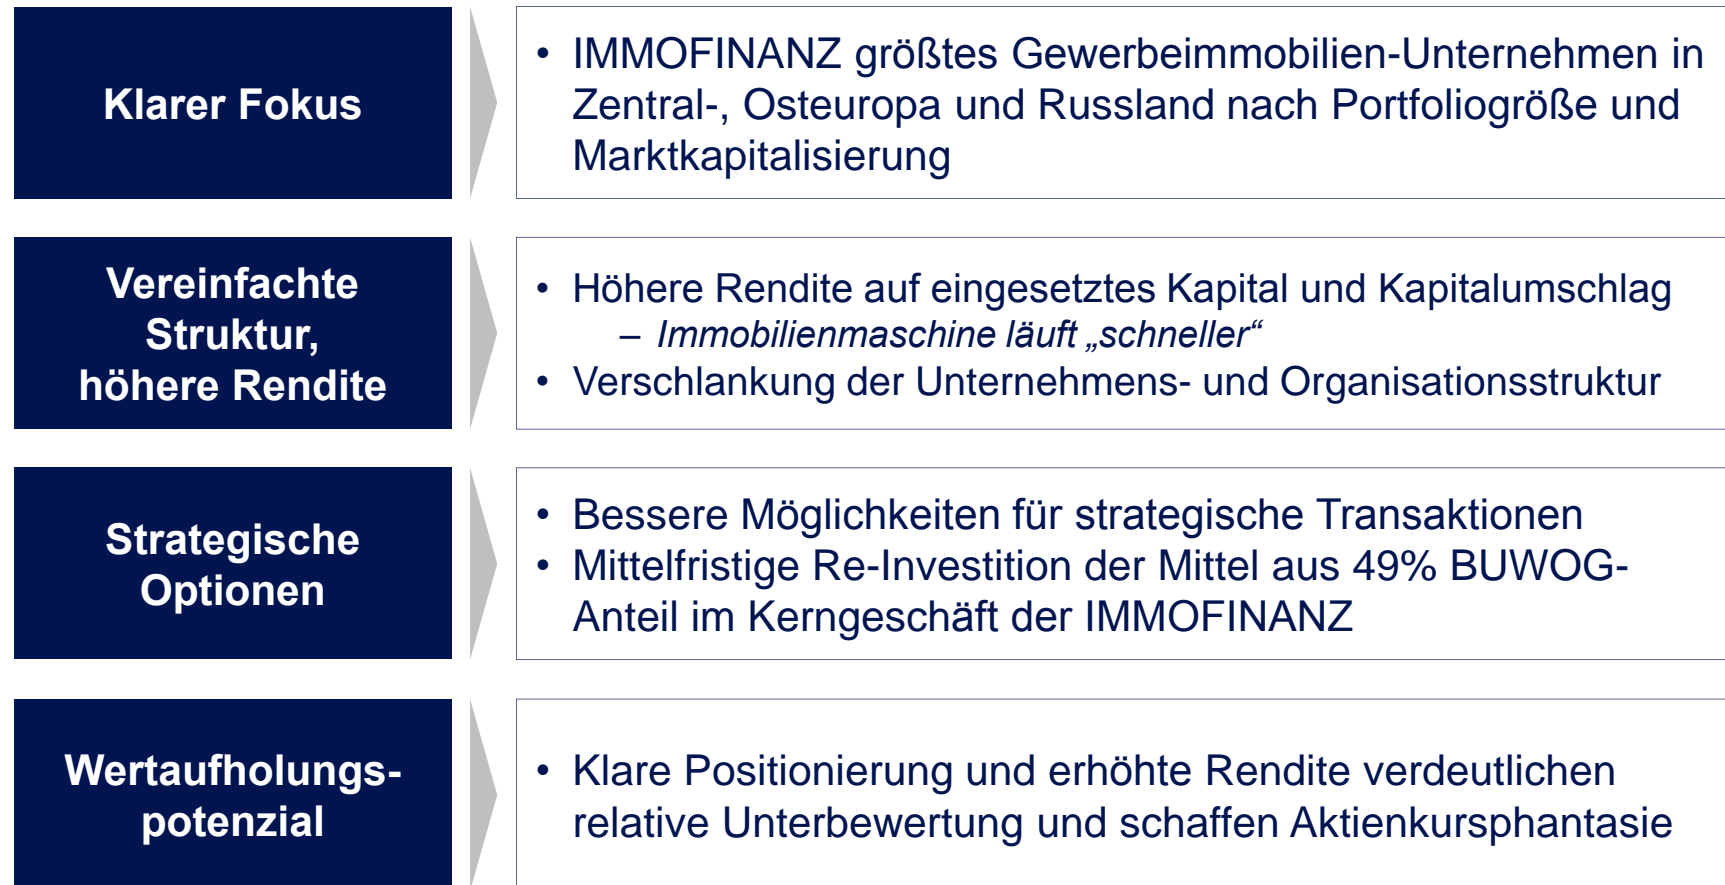 Klarer Fokus
• IMMOFINANZ größtes Gewerbeimmobilien-Unternehmen in
Zentral-, Osteuropa und Russland nach Portfoliogröße und
Marktkapitalisierung
Vereinfachte
Struktur,
höhere Rendite
• Höhere Rendite auf eingesetztes Kapital und Kapitalumschlag
– Immobilienmaschine läuft „schneller“
• Verschlankung der Unternehmens- und Organisationsstruktur
Strategische
Optionen
• Bessere Möglichkeiten für strategische Transaktionen
• Mittelfristige Re-Investition der Mittel aus 49% BUWOG-
Anteil im Kerngeschäft der IMMOFINANZ
Wertaufholungs-
potenzial
• Klare Positionierung und erhöhte Rendite verdeutlichen
relative Unterbewertung und schaffen Aktienkursphantasie